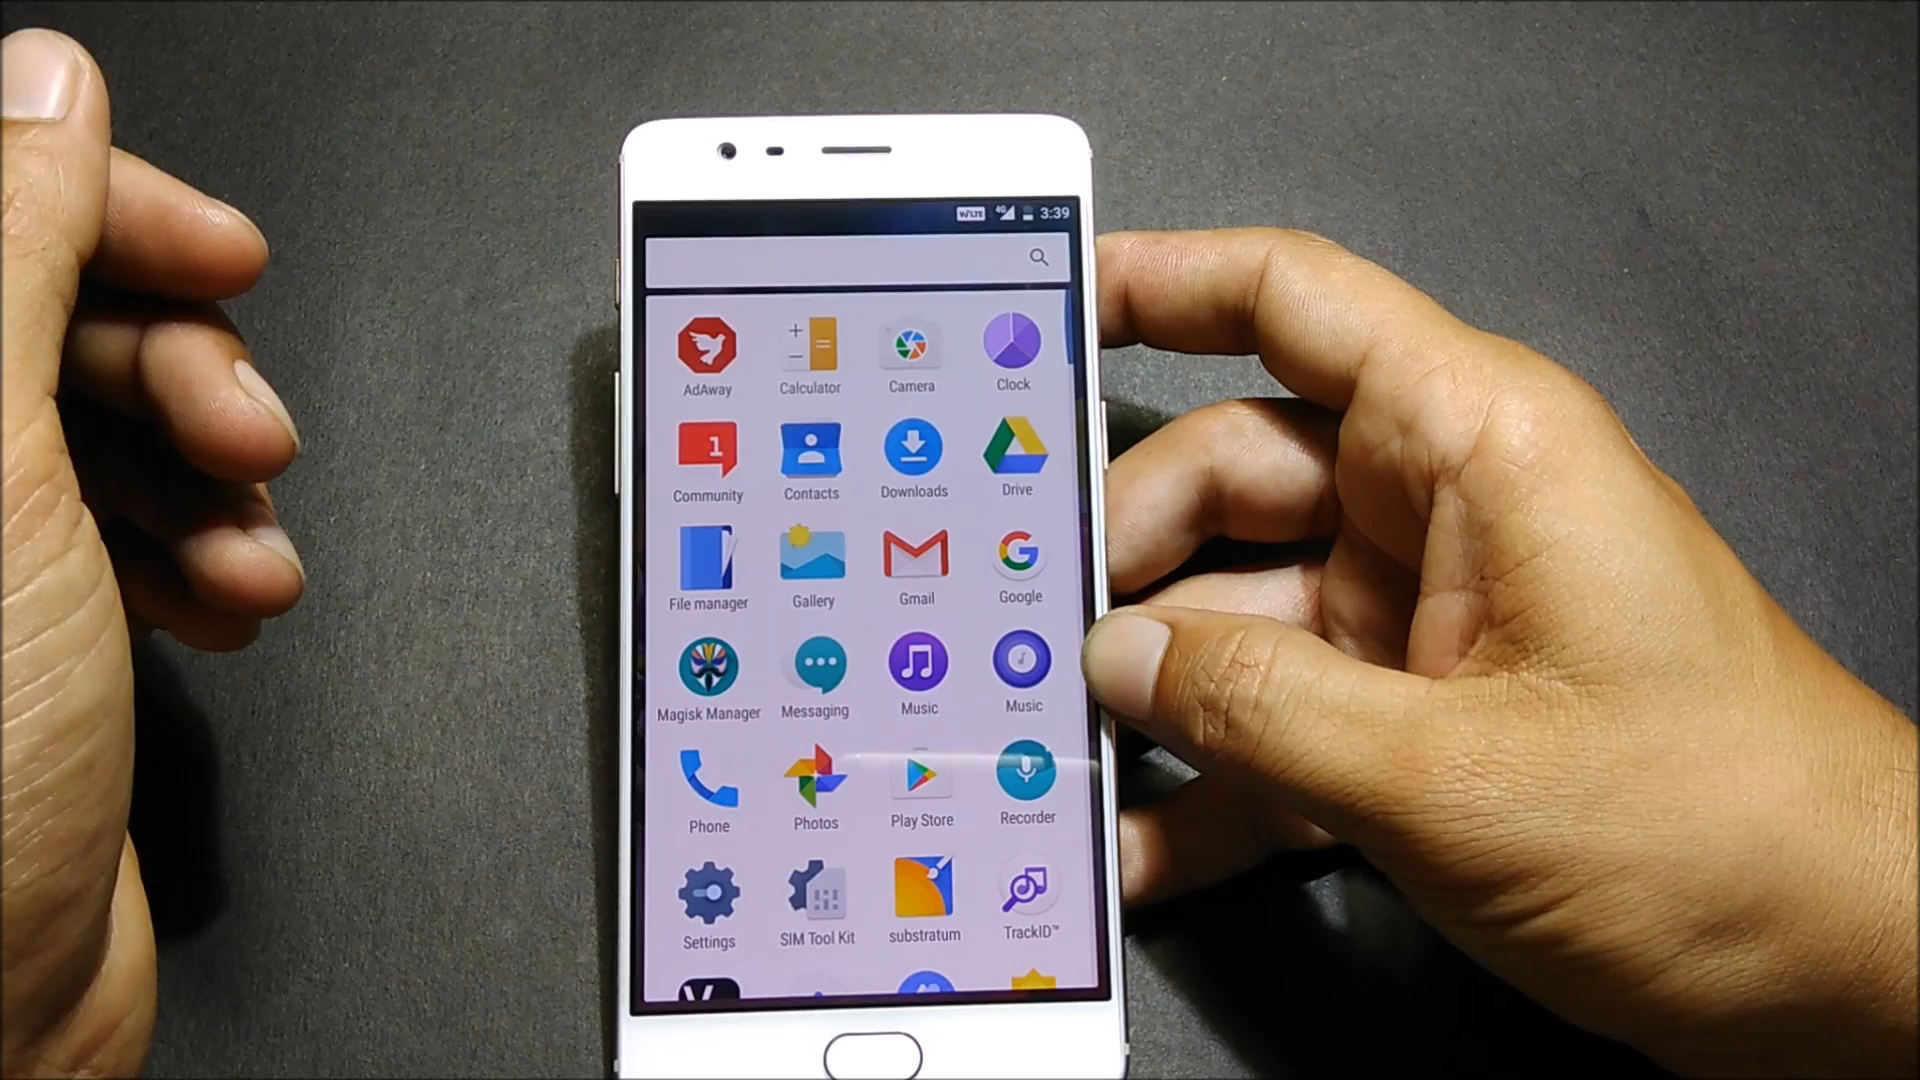 VoLTE 4G 3:39
AdAway Calculator Camera Clock
1
Community Contacts Downloads Drive
File manager Gallery Gmail Google
Magisk Manager Messaging Music Music
Phone Photos Play Store Recorder
Settings SIM Tool Kit substratum TrackID™